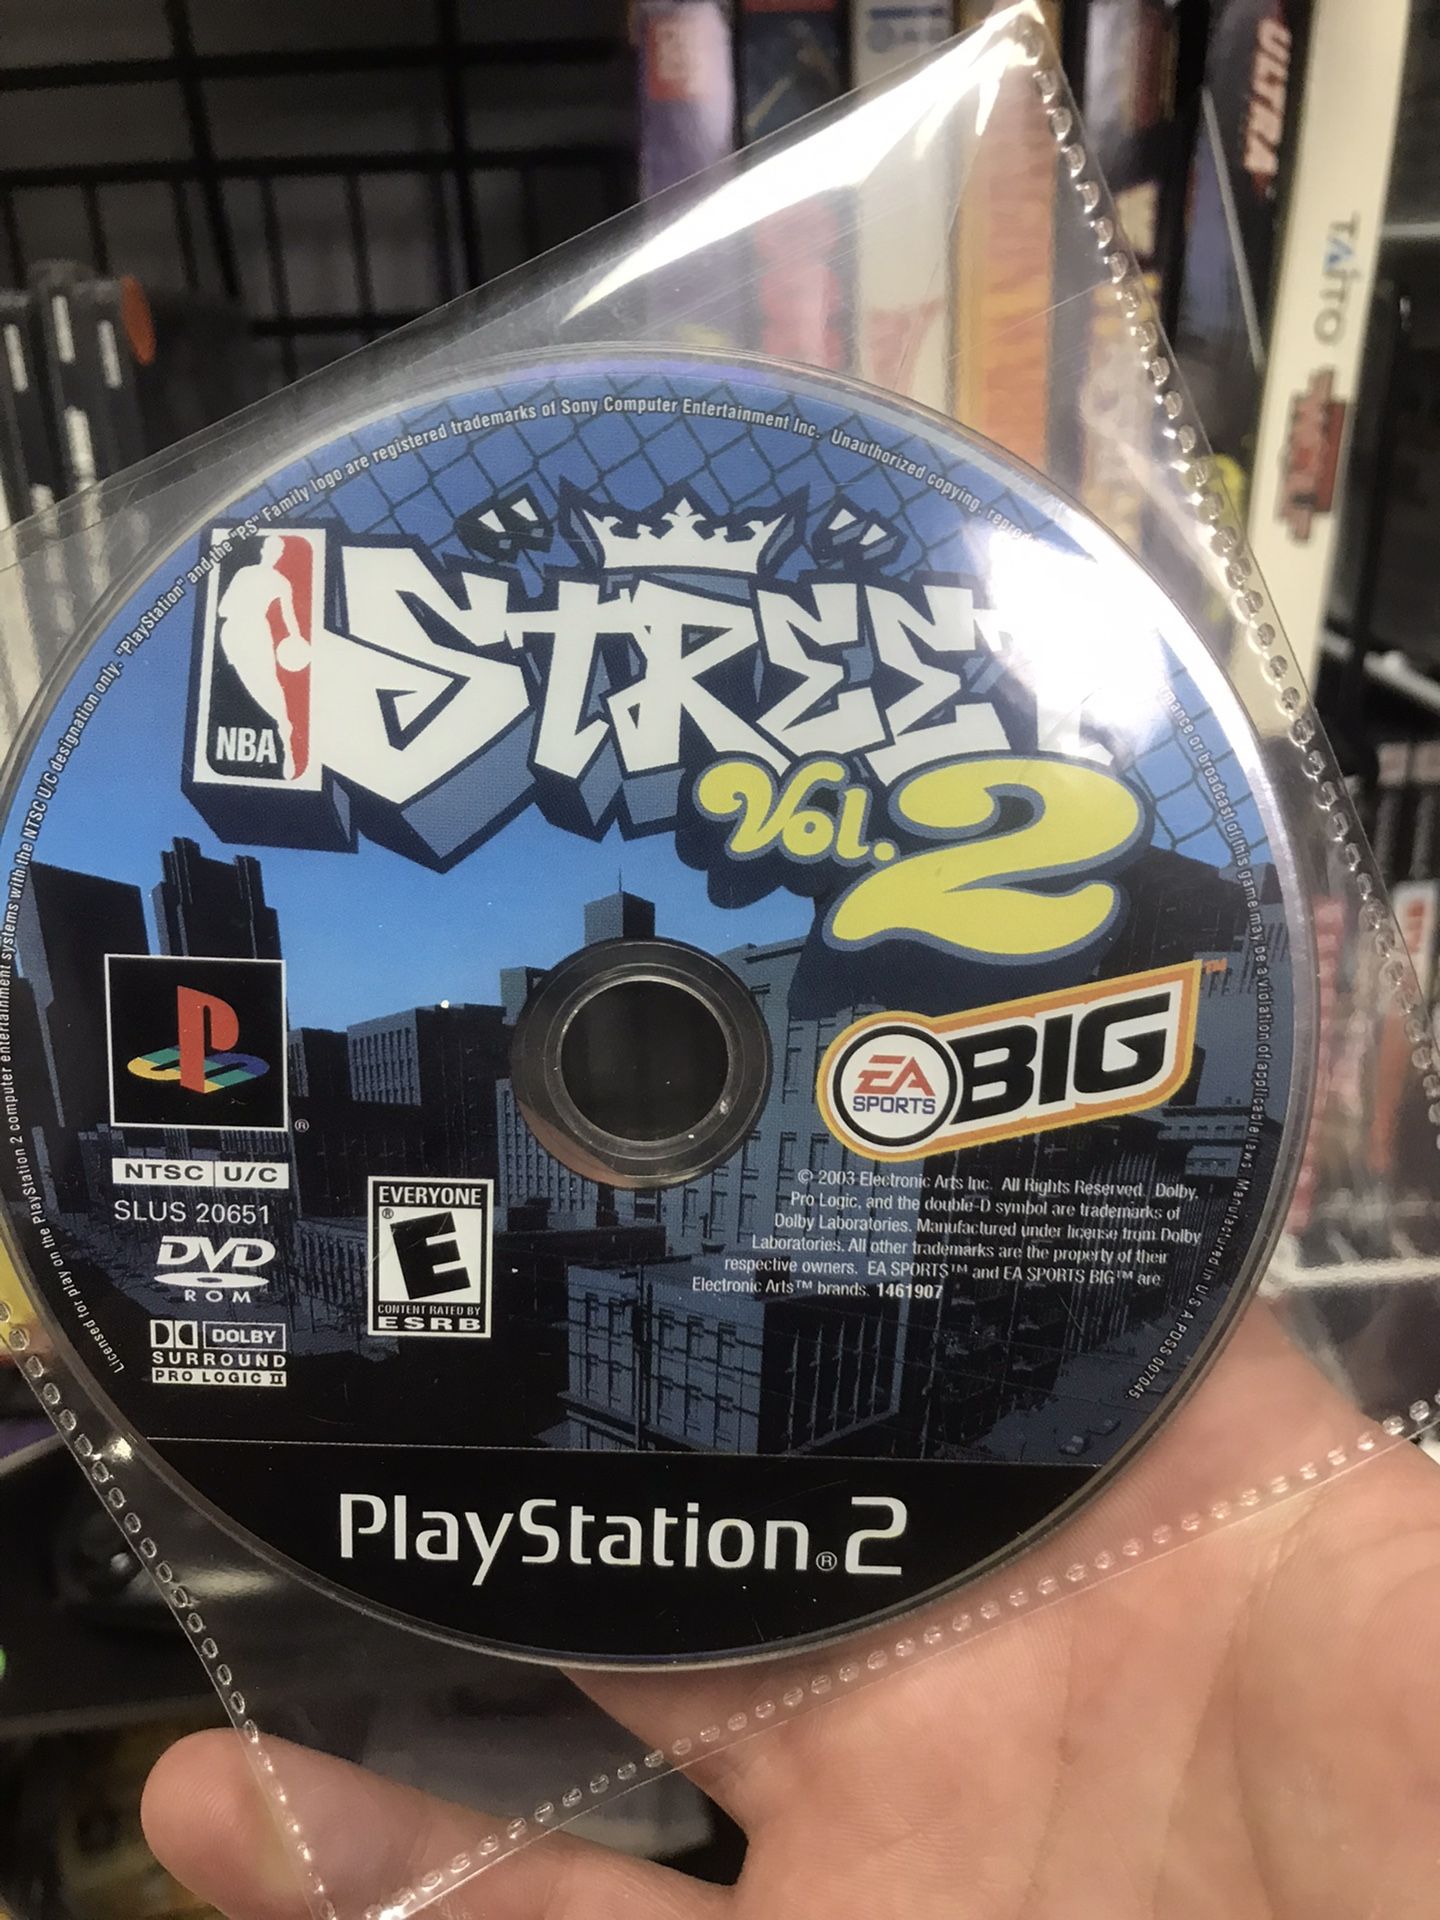 ULTRA
TAITO
Licensed for play on the PlayStation 2 computer entertainment systems with the NTSC U/C designation only. "PlayStation" and the "PS" Family logo are registered trademarks of Sony Computer Entertainment Inc. Unauthorized copying, reprod
mance or broadcast of this game may be a violation of applicable laws. Manufactured in U.S.A. PDSS 007045.
NBA
STREET
Vol. 2
EA
SPORTS
BIG™
P
®
NTSC U/C
SLUS 20651
DVD
ROM
DOLBY
SURROUND
PRO LOGIC II
EVERYONE
E
®
CONTENT RATED BY
ESRB
© 2003 Electronic Arts Inc. All Rights Reserved. Dolby,
Pro Logic, and the double-D symbol are trademarks of
Dolby Laboratories. Manufactured under license from Dolby
Laboratories. All other trademarks are the property of their
respective owners. EA SPORTS™ and EA SPORTS BIG™ are
Electronic Arts™ brands. 1461907
PlayStation®2